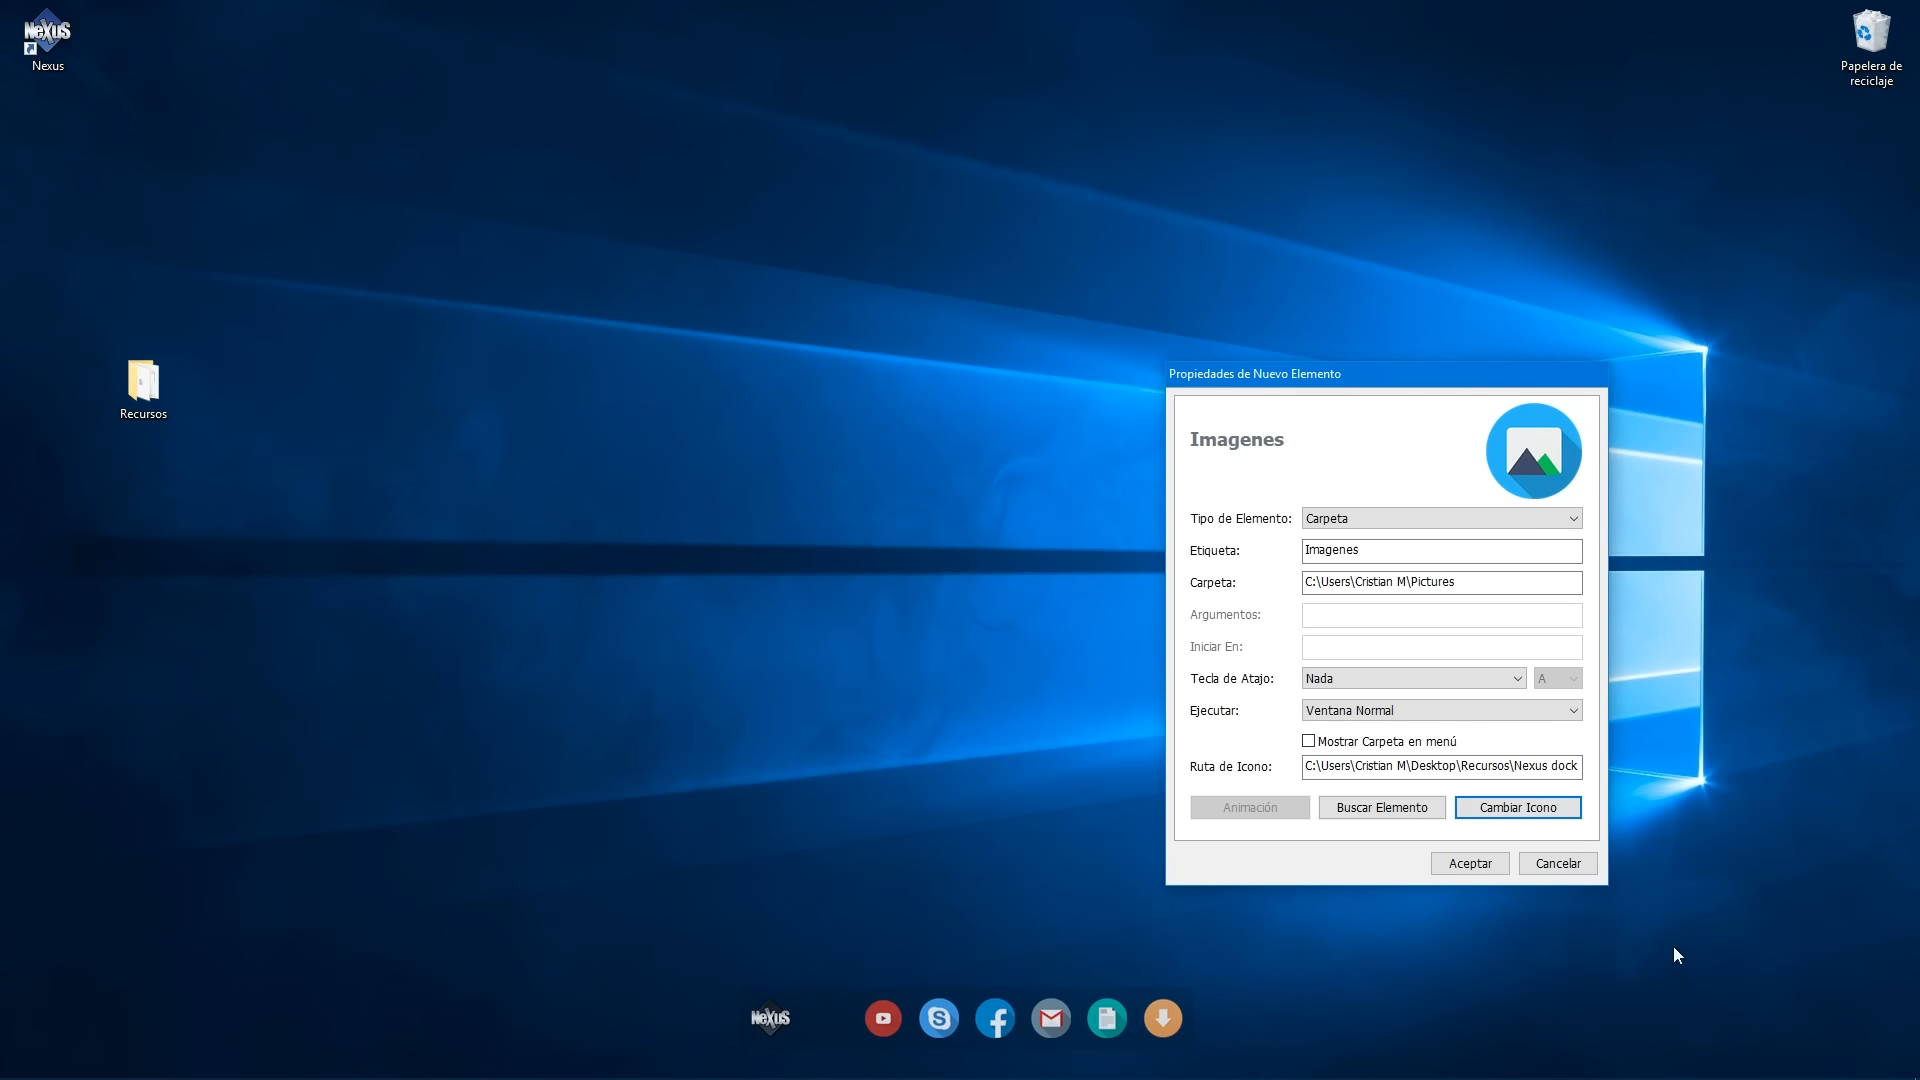 NeXuS
Nexus
Papelera de
reciclaje
Recursos
Propiedades de Nuevo Elemento
Imagenes
Tipo de Elemento: Carpeta
Etiqueta: Imagenes
Carpeta: C:\Users\Cristian M\Pictures
Argumentos:
Iniciar En:
Tecla de Atajo: Nada A
Ejecutar: Ventana Normal
Mostrar Carpeta en menú
Ruta de Icono: C:\Users\Cristian M\Desktop\Recursos\Nexus dock
Animación Buscar Elemento Cambiar Icono
Aceptar Cancelar
NeXuS